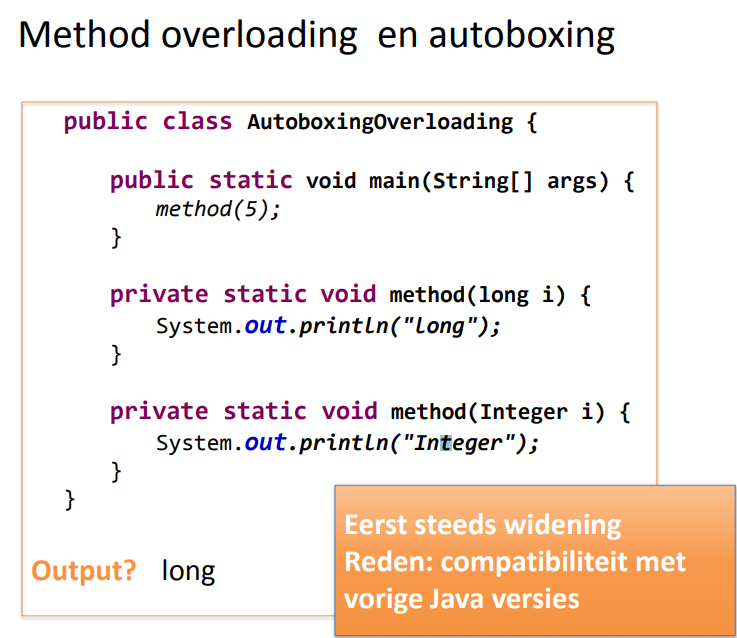 Method overloading en autoboxing
public class AutoboxingOverloading {
public static void main(String[] args) {
method(5);
}
private static void method(long i) {
System.out.println("long");
}
private static void method(Integer i) {
System.out.println("Integer");
}
}
Eerst steeds widening
Reden: compatibiliteit met
vorige Java versies
Output? long